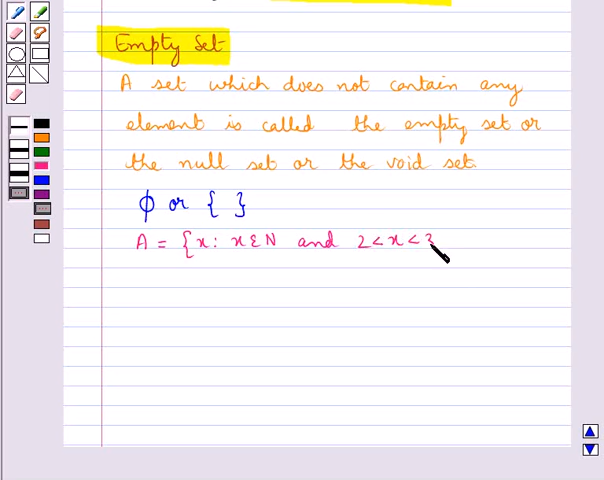 Empty Set
A set which does not contain any
element is called the empty set or
the null set or the void set.
ϕ or { }
A = {x: x ε N and 2 < x < 3